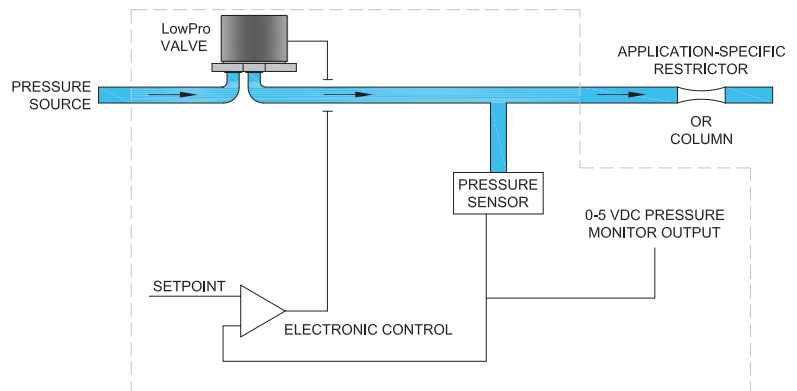 LowPro
VALVE
PRESSURE
SOURCE
APPLICATION-SPECIFIC
RESTRICTOR
OR
COLUMN
PRESSURE
SENSOR
0-5 VDC PRESSURE
MONITOR OUTPUT
SETPOINT
ELECTRONIC CONTROL